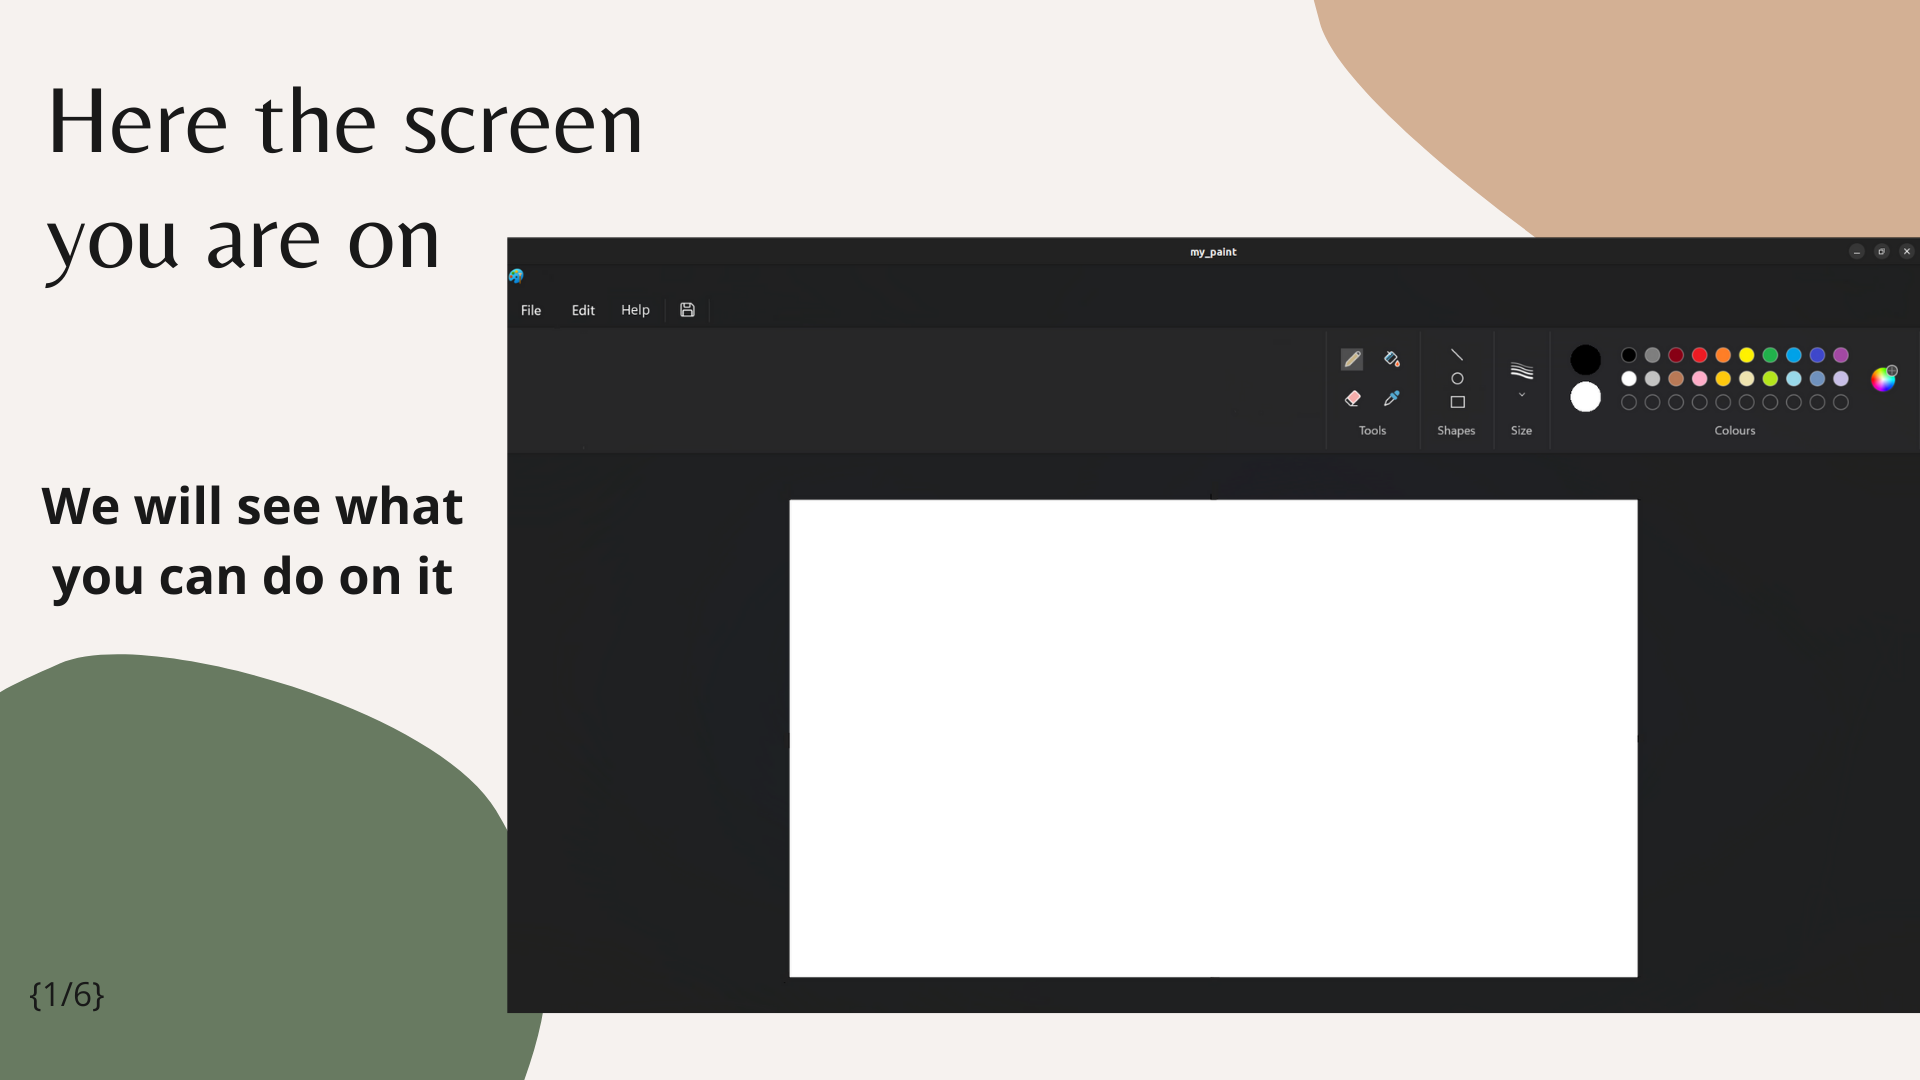 Here the screen
you are on
my_paint
File Edit Help
Tools Shapes Size Colours
We will see what
you can do on it
{1/6}